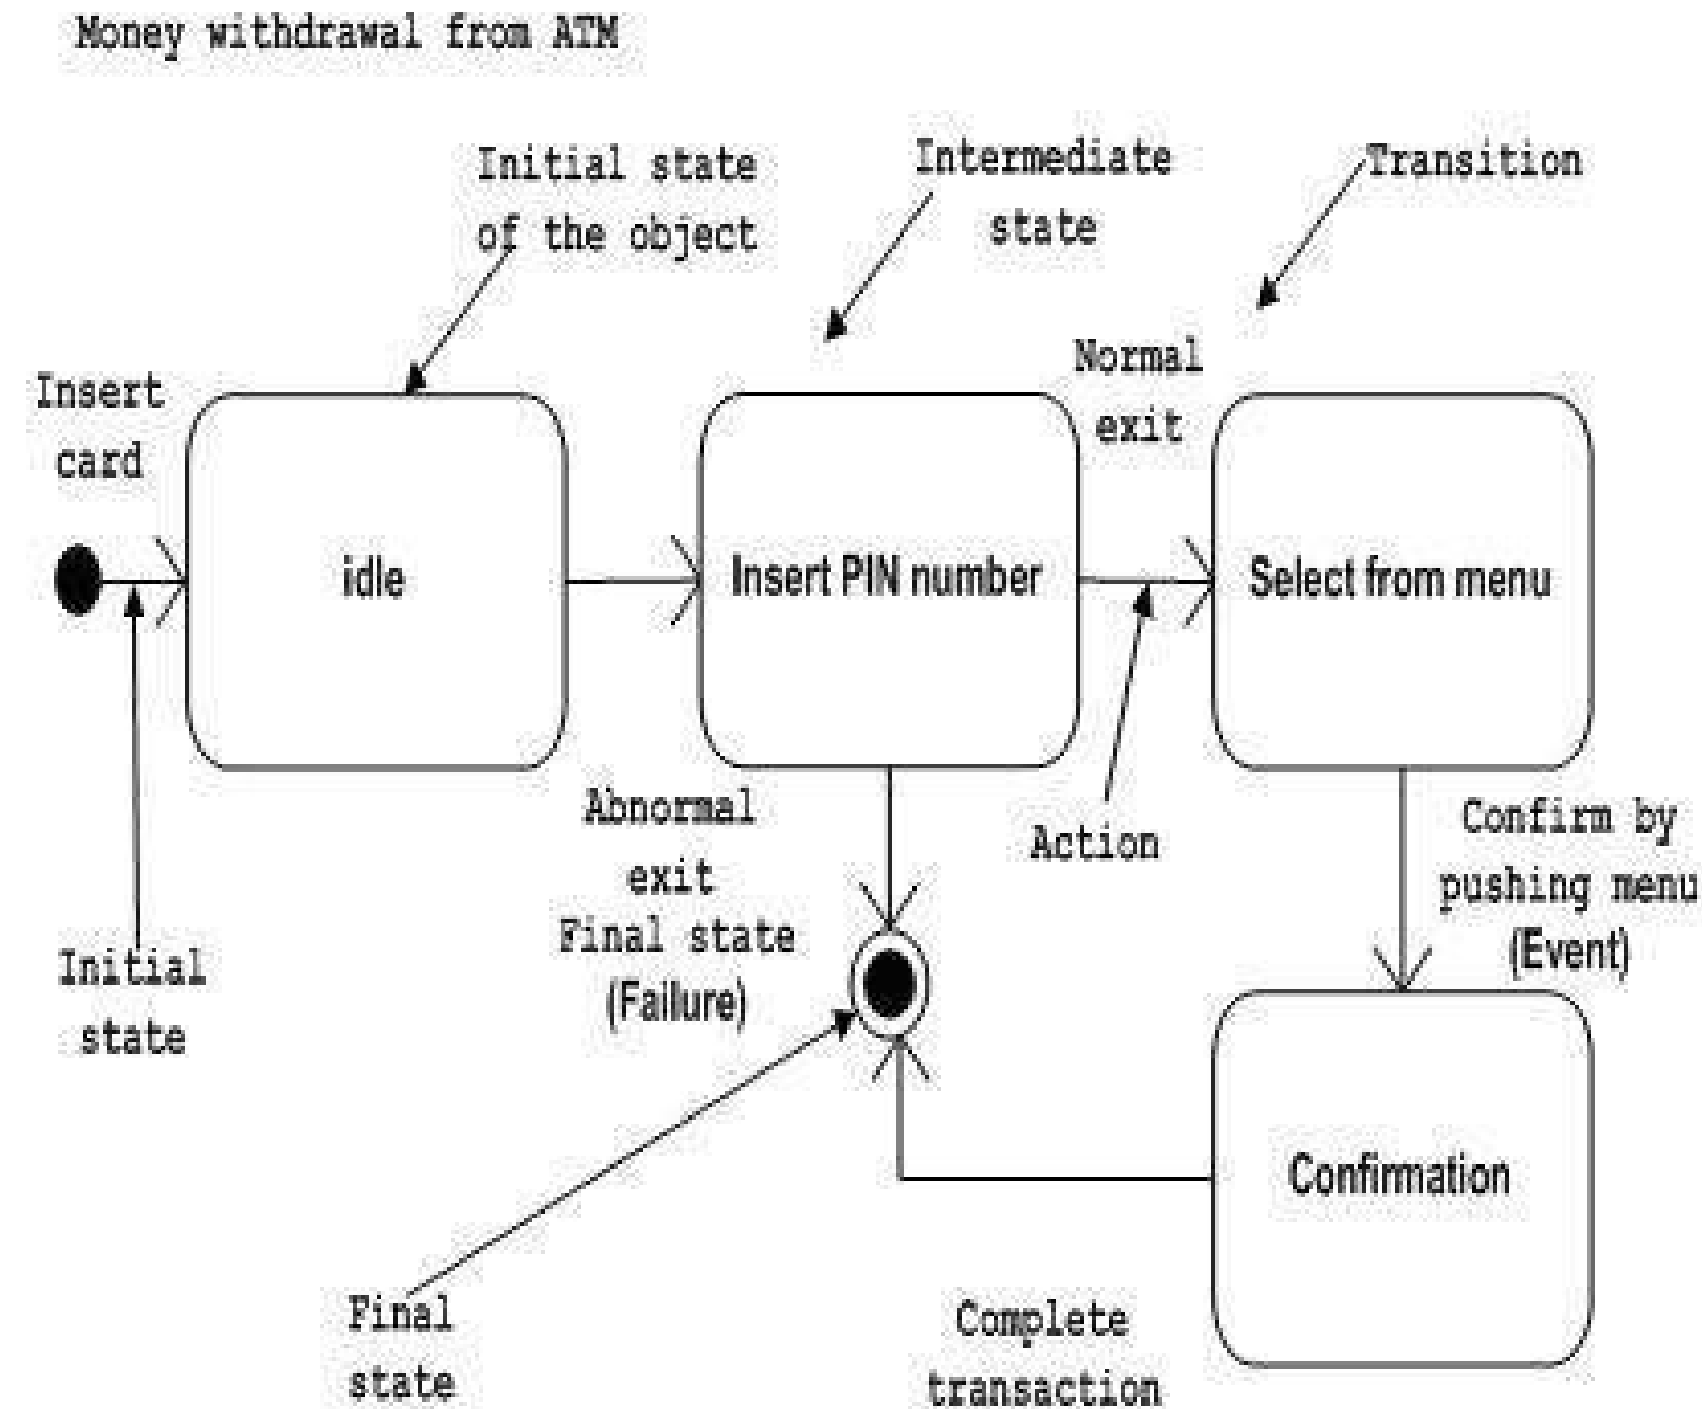 Money withdrawal from ATM
Initial state
of the object
Intermediate
state
Transition
Insert
card
Normal
exit
idle
Insert PIN number
Select from menu
Abnormal
exit
Final state
(Failure)
Action
Confirm by
pushing menu
(Event)
Initial
state
Confirmation
Final
state
Complete
transaction